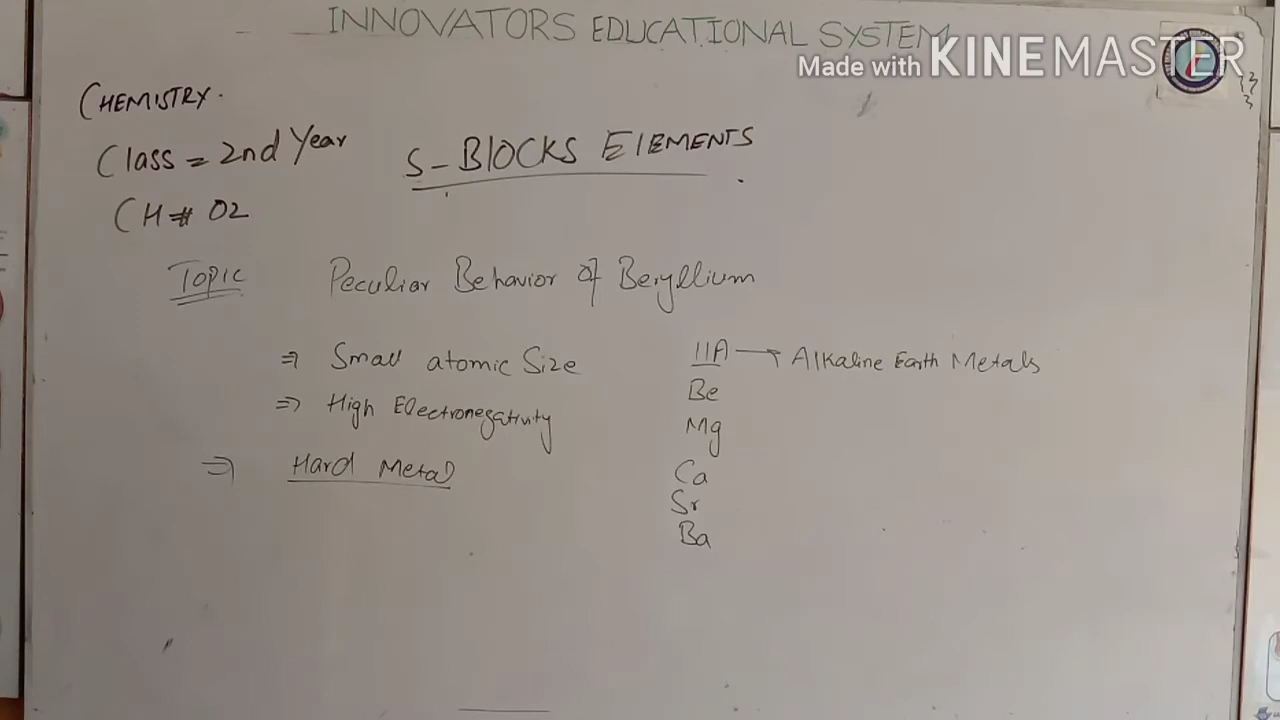 INNOVATORS EDUCATIONAL SYSTEM
Made with KINEMASTER
CHEMISTRY.
Class = 2nd Year
S-BLOCKS ELEMENTS
CH # 02
Topic Peculiar Behavior Of Beryllium
⇒ Small atomic Size
⇒ High Electronegativity
⇒ Hard Metal
IIA → Alkaline Earth Metals
Be
Mg
Ca
Sr
Ba